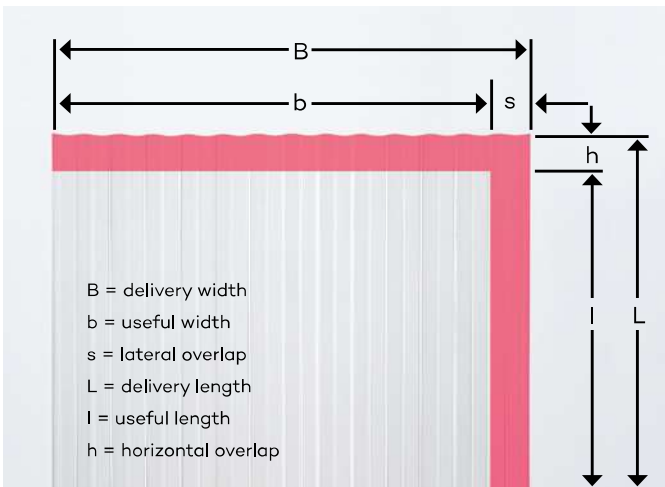 B
b
s
h
l
L
B = delivery width
b = useful width
s = lateral overlap
L = delivery length
l = useful length
h = horizontal overlap